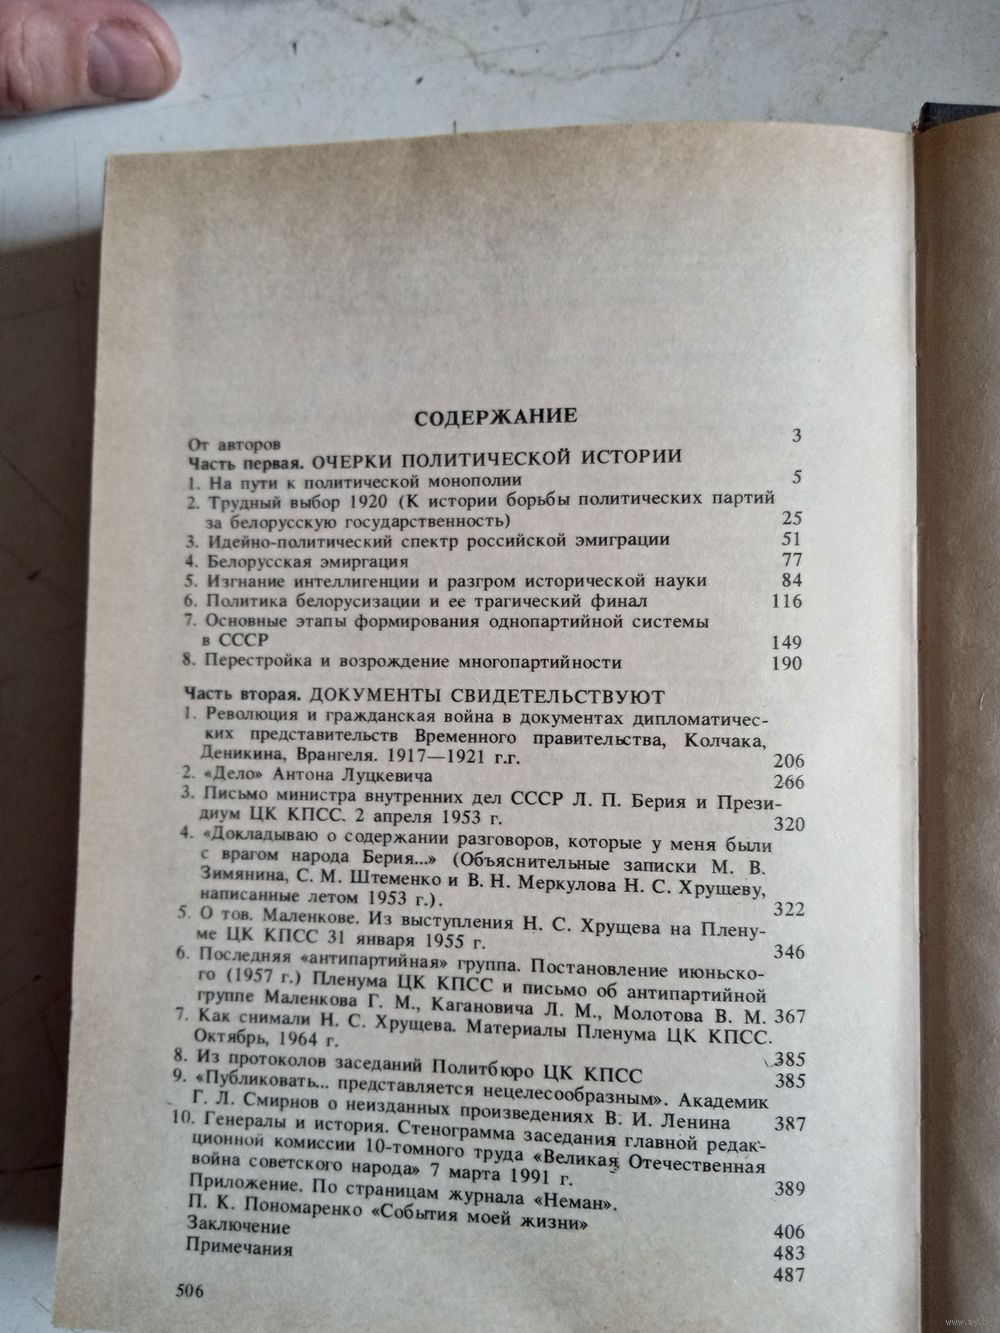 СОДЕРЖАНИЕ
От авторов 3
Часть первая. ОЧЕРКИ ПОЛИТИЧЕСКОЙ ИСТОРИИ
1. На пути к политической монополии 5
2. Трудный выбор 1920 (К истории борьбы политических партий
за белорусскую государственность) 25
3. Идейно-политический спектр российской эмиграции 51
4. Белорусская эмиргация 77
5. Изгнание интеллигенции и разгром исторической науки 84
6. Политика белорусизации и ее трагический финал 116
7. Основные этапы формирования однопартийной системы
в СССР 149
8. Перестройка и возрождение многопартийности 190
Часть вторая. ДОКУМЕНТЫ СВИДЕТЕЛЬСТВУЮТ
1. Революция и гражданская война в документах дипломатичес-
ких представительств Временного правительства, Колчака,
Деникина, Врангеля. 1917—1921 г.г. 206
2. «Дело» Антона Луцкевича 266
3. Письмо министра внутренних дел СССР Л. П. Берия и Прези-
диум ЦК КПСС. 2 апреля 1953 г. 320
4. «Докладываю о содержании разговоров, которые у меня были
с врагом народа Берия...» (Объяснительные записки М. В.
Зимянина, С. М. Штеменко и В. Н. Меркулова Н. С. Хрущеву,
написанные летом 1953 г.). 322
5. О тов. Маленкове. Из выступления Н. С. Хрущева на Плену-
ме ЦК КПСС 31 января 1955 г. 346
6. Последняя «антипартийная» группа. Постановление июньско-
го (1957 г.) Пленума ЦК КПСС и письмо об антипартийной
группе Маленкова Г. М., Кагановича Л. М., Молотова В. М. 367
7. Как снимали Н. С. Хрущева. Материалы Пленума ЦК КПСС.
Октябрь, 1964 г. 385
8. Из протоколов заседаний Политбюро ЦК КПСС 385
9. «Публиковать... представляется нецелесообразным». Академик
Г. Л. Смирнов о неизданных произведениях В. И. Ленина 387
10. Генералы и история. Стенограмма заседания главной редак-
ционной комиссии 10-томного труда «Великая Отечественная
война советского народа» 7 марта 1991 г. 389
Приложение. По страницам журнала «Неман».
П. К. Пономаренко «События моей жизни» 406
Заключение 483
Примечания 487
506
www.ay.by